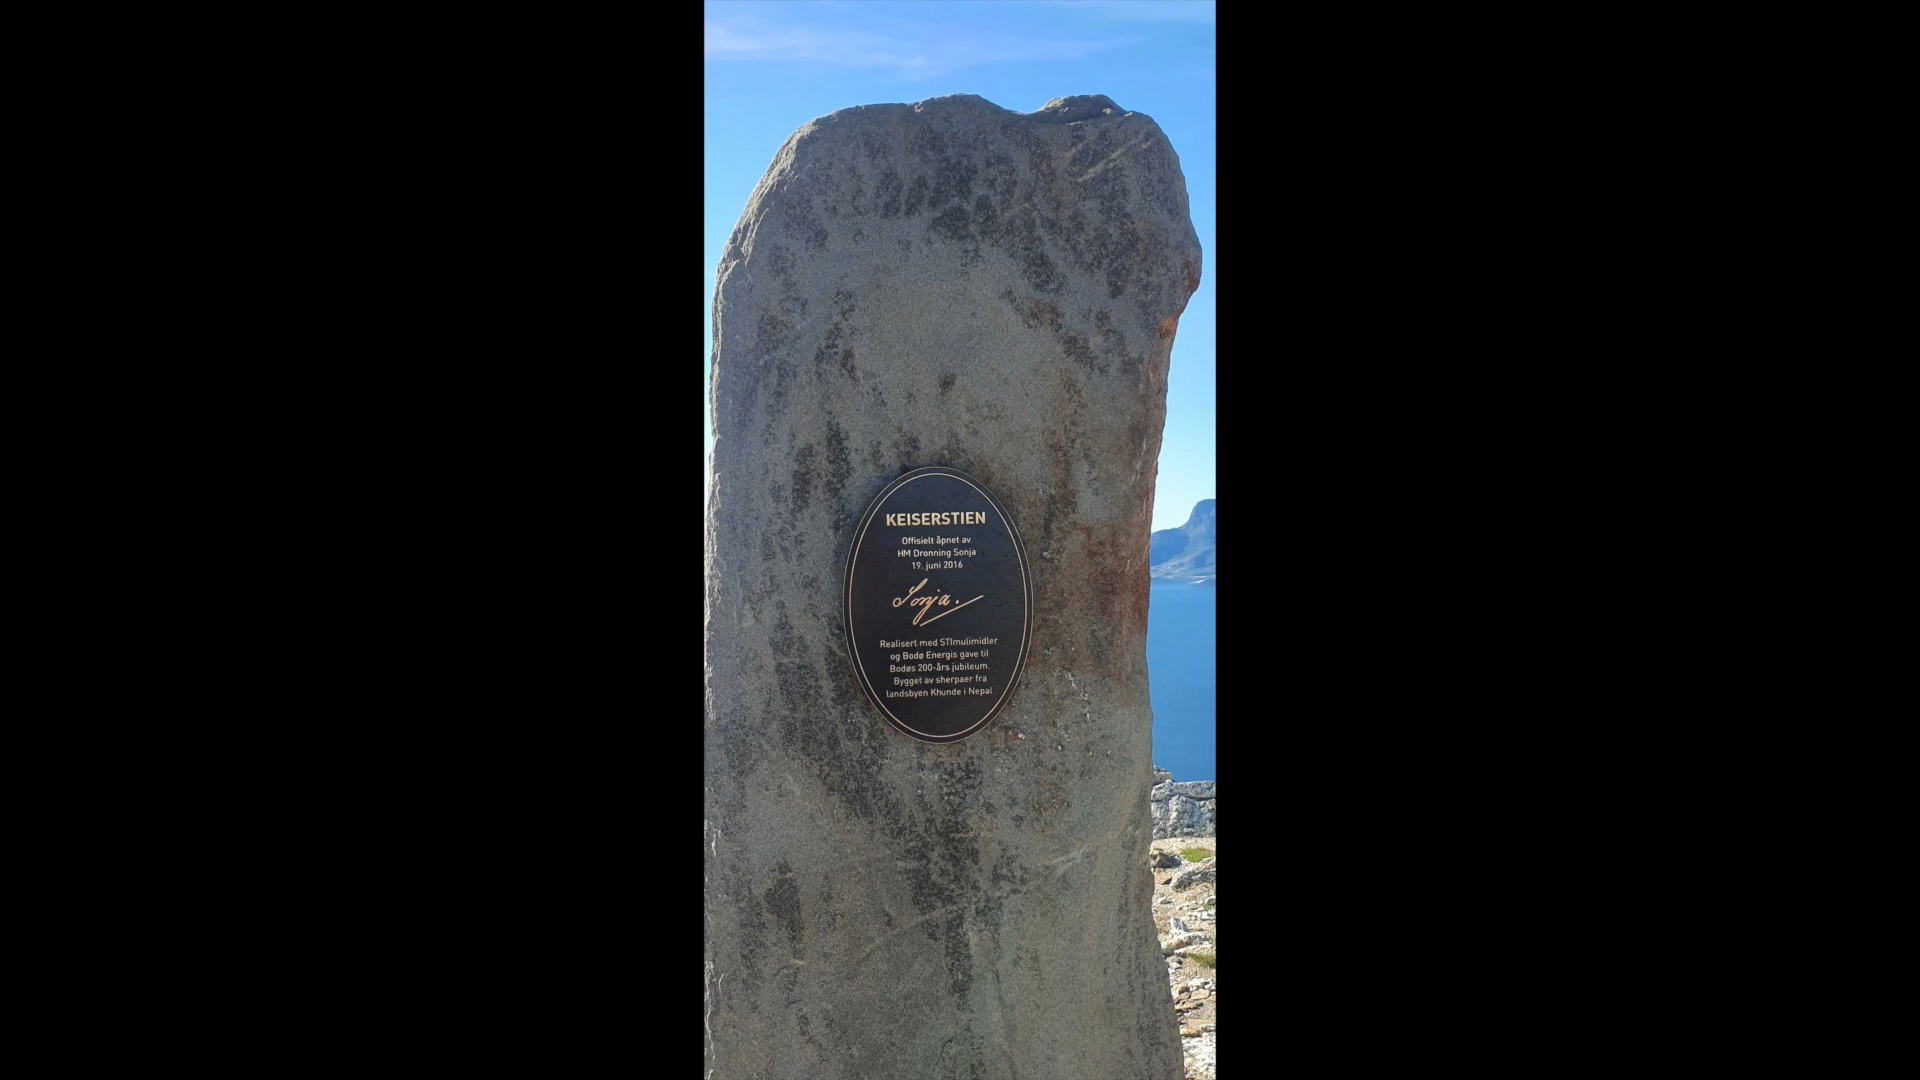 KEISERSTIEN
Offisielt åpnet av
HM Dronning Sonja
19. juni 2016
Sonja.
Realisert med STImulimidler
og Bodø Energis gave til
Bodøs 200-års jubileum.
Bygget av sherpaer fra
landsbyen Khunde i Nepal